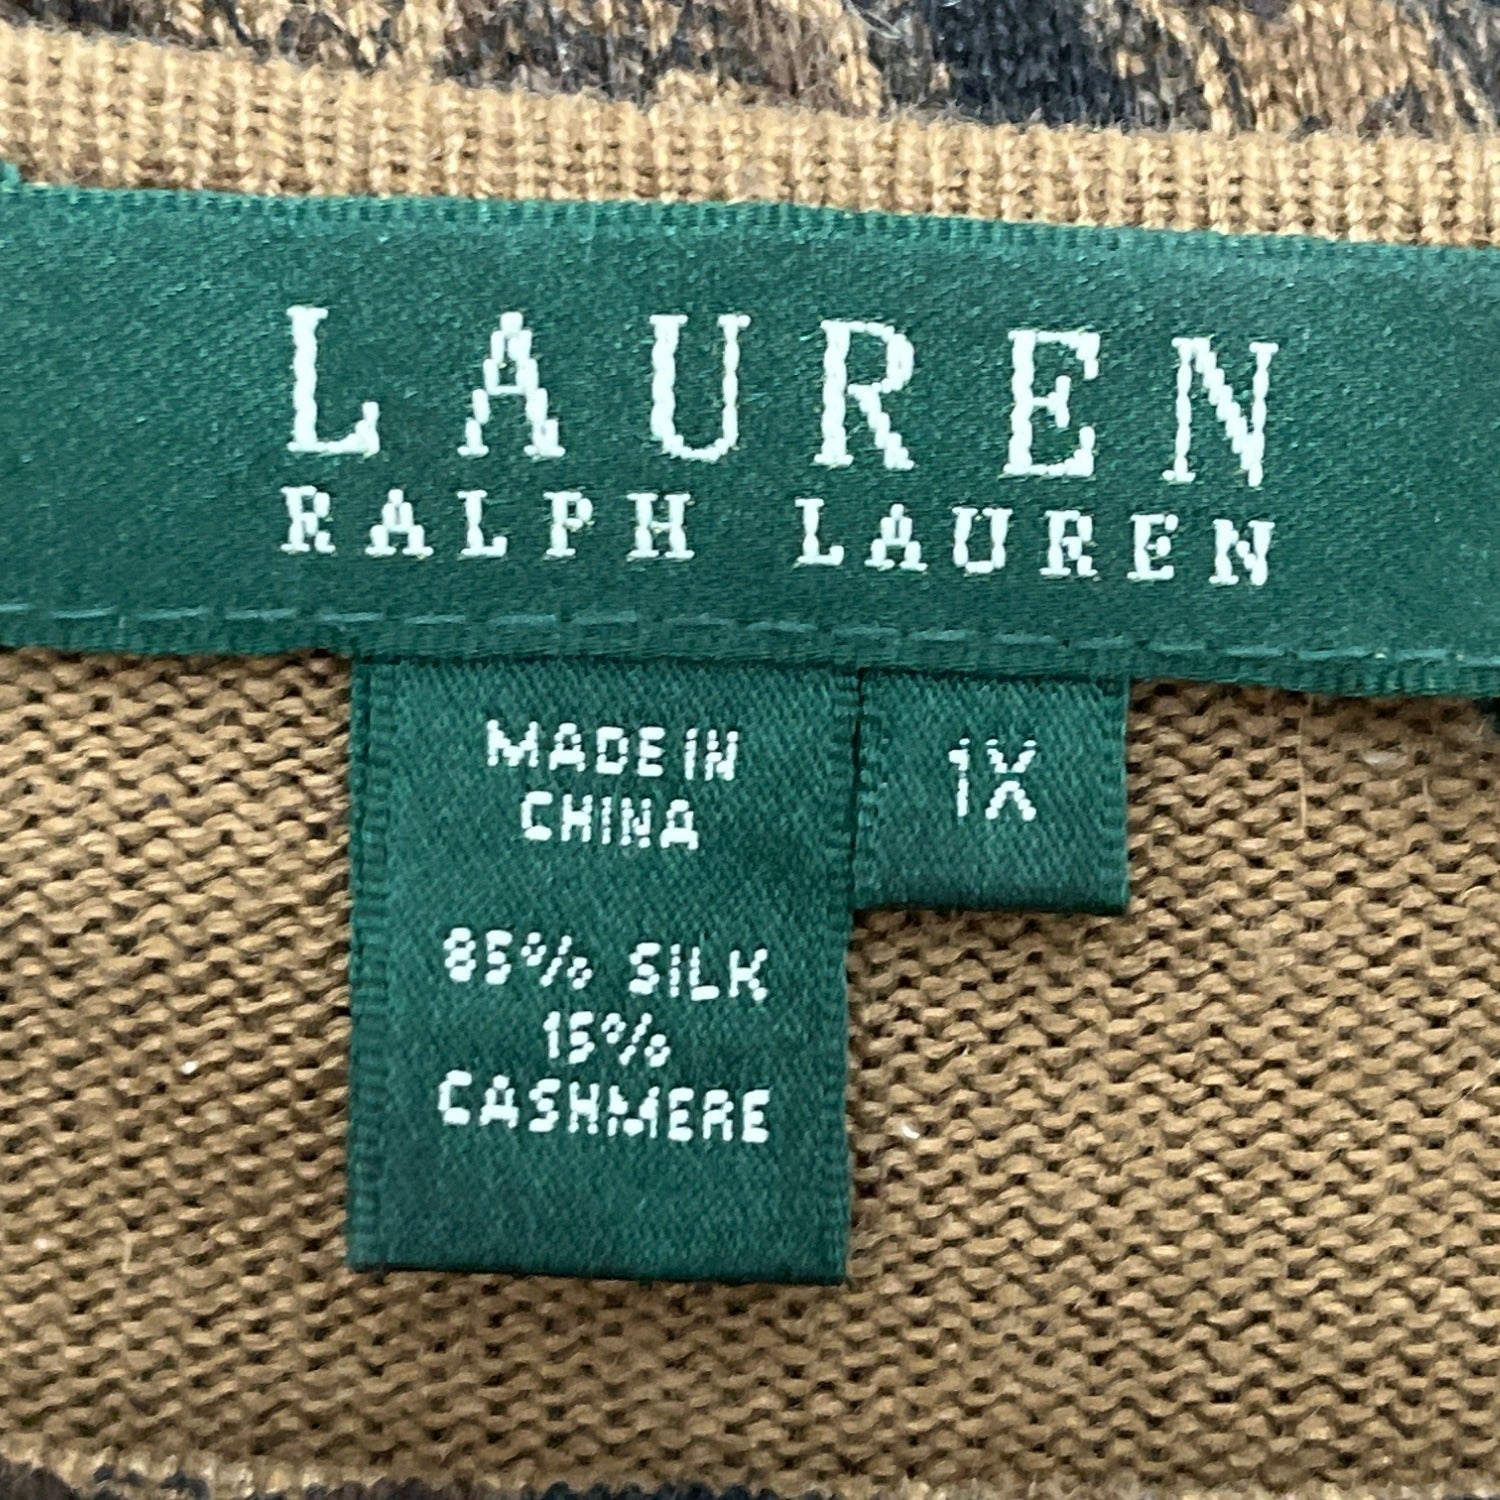 LAUREN
RALPH LAUREN
MADE IN
CHINA
85% SILK
15%
CASHMERE
1X